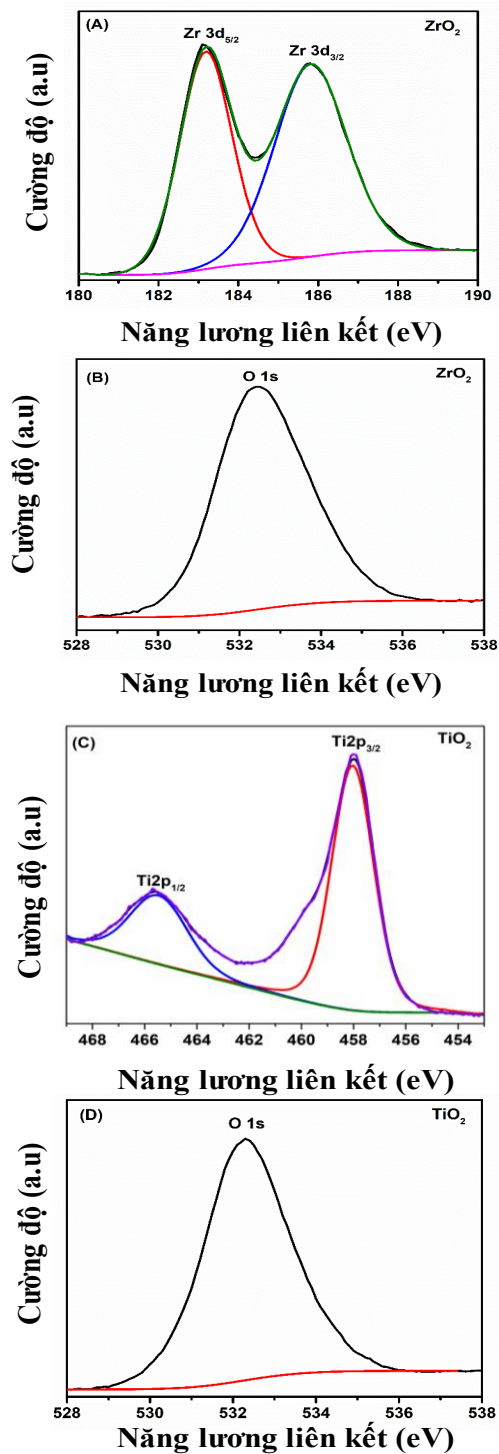 (A) Zr 3d5/2 Zr 3d3/2 ZrO2
Cường độ (a.u)
180 182 184 186 188 190
Năng lương liên kết (eV)
(B) O 1s ZrO2
Cường độ (a.u)
528 530 532 534 536 538
Năng lương liên kết (eV)
(C) Ti2p3/2 TiO2
Ti2p1/2
Cường độ (a.u)
468 466 464 462 460 458 456 454
Năng lương liên kết (eV)
(D) O 1s TiO2
Cường độ (a.u)
528 530 532 534 536 538
Năng lương liên kết (eV)